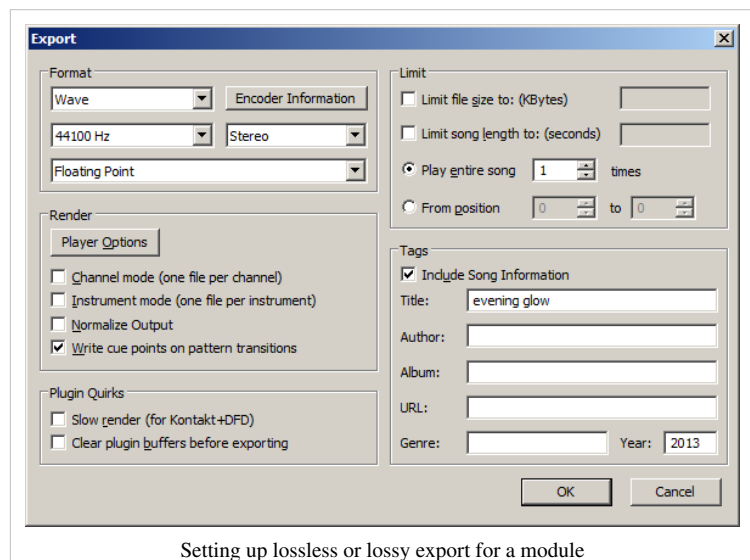 Export
Format
Wave
Encoder Information
44100 Hz
Stereo
Floating Point
Render
Player Options
Channel mode (one file per channel)
Instrument mode (one file per instrument)
Normalize Output
Write cue points on pattern transitions
Plugin Quirks
Slow render (for Kontakt+DFD)
Clear plugin buffers before exporting
Limit
Limit file size to: (KBytes)
Limit song length to: (seconds)
Play entire song 1 times
From position 0 to 0
Tags
Include Song Information
Title: evening glow
Author:
Album:
URL:
Genre: Year: 2013
OK Cancel
Setting up lossless or lossy export for a module